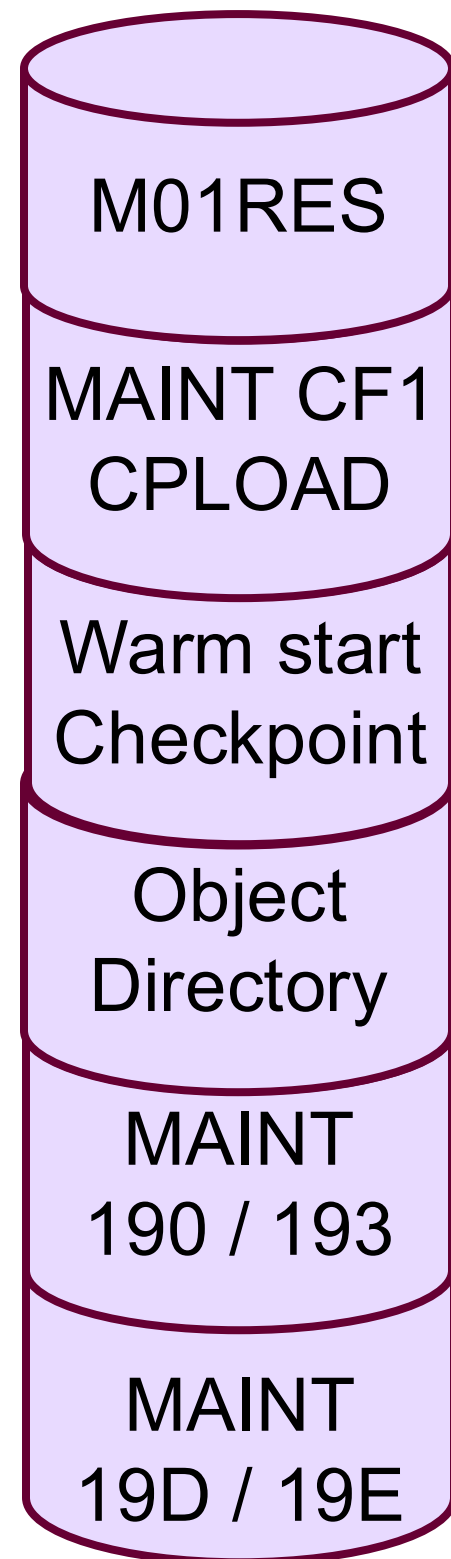 M01RES
MAINT CF1
CPLOAD
Warm start
Checkpoint
Object
Directory
MAINT
190 / 193
MAINT
19D / 19E